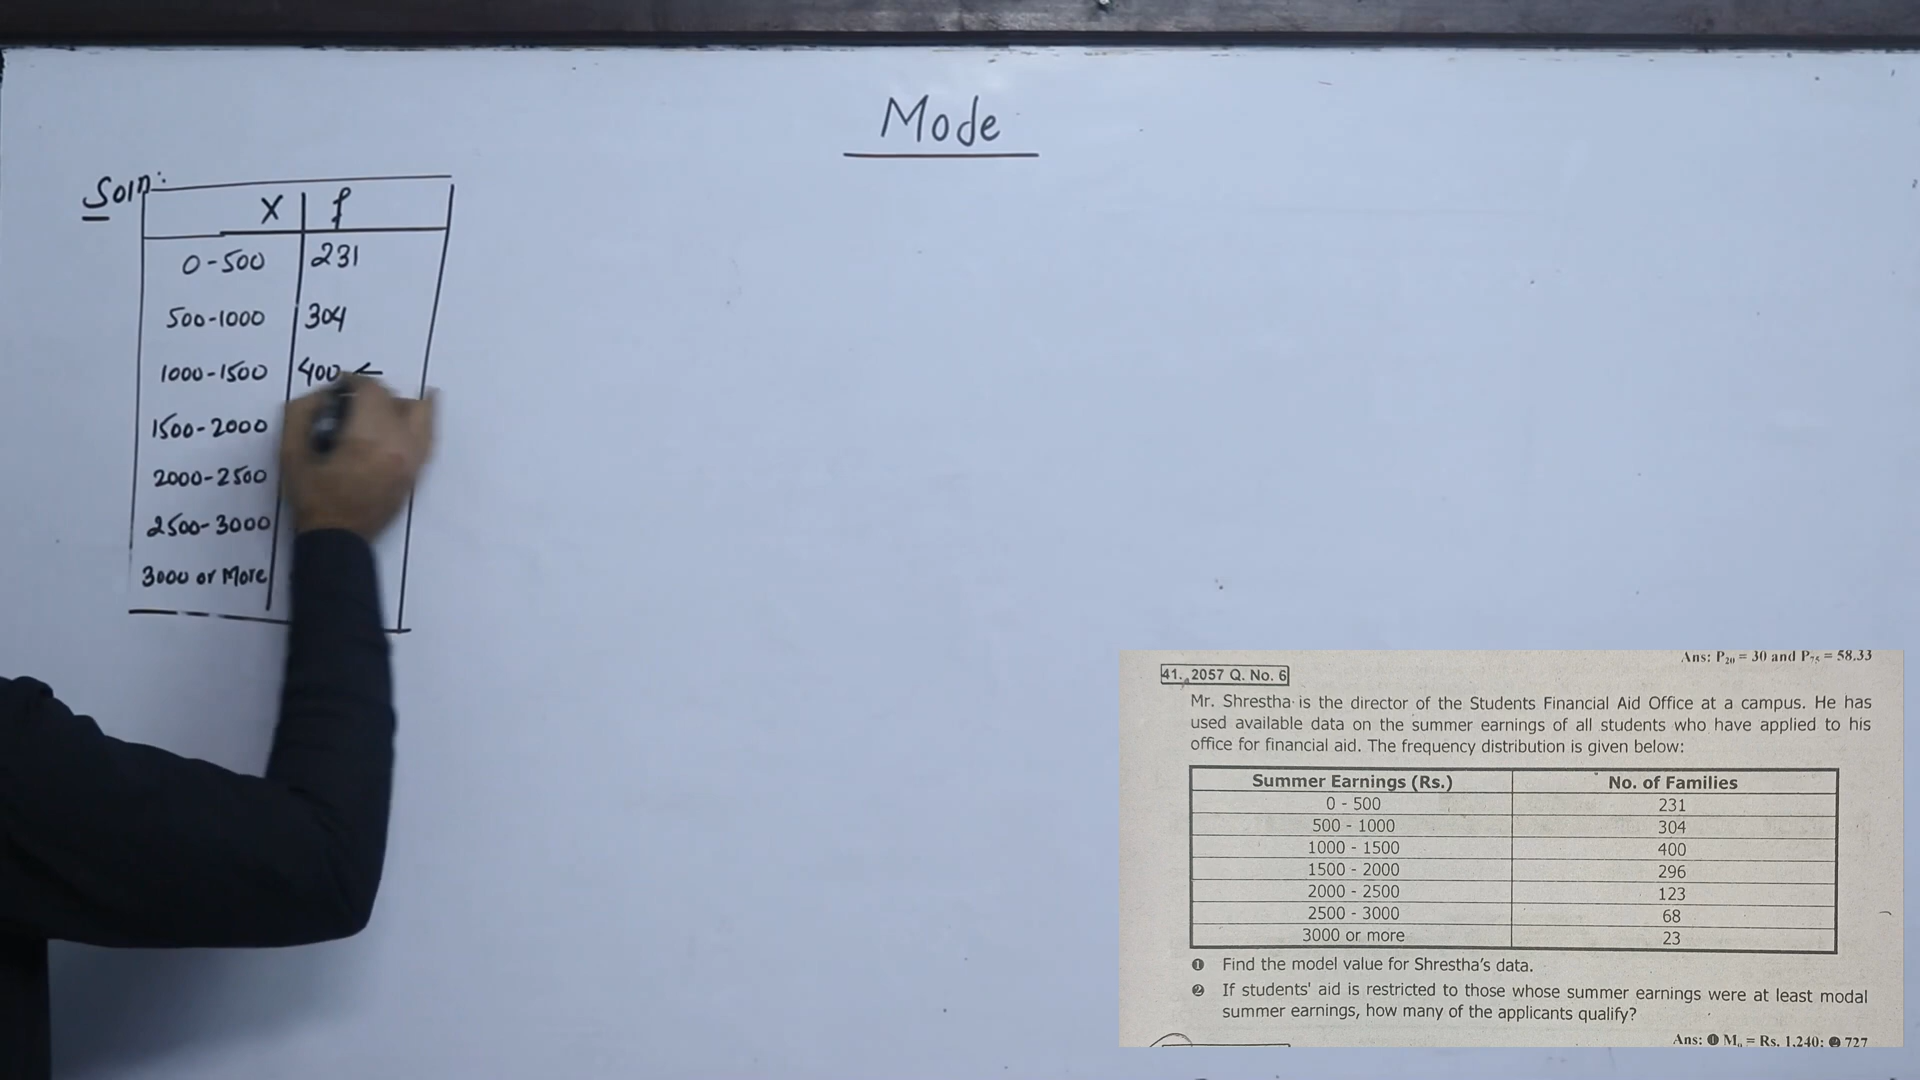 Mode
Soln:
X f
0-500 231
500-1000 304
1000-1500 400 ←
1500-2000
2000-2500
2500-3000
3000 or More
Ans: P20 = 30 and P75 = 58.33
41. 2057 Q. No. 6
Mr. Shrestha is the director of the Students Financial Aid Office at a campus. He has
used available data on the summer earnings of all students who have applied to his
office for financial aid. The frequency distribution is given below:
Summer Earnings (Rs.) No. of Families
0 - 500 231
500 - 1000 304
1000 - 1500 400
1500 - 2000 296
2000 - 2500 123
2500 - 3000 68
3000 or more 23
❶ Find the model value for Shrestha's data.
❷ If students' aid is restricted to those whose summer earnings were at least modal
summer earnings, how many of the applicants qualify?
Ans: ❶ Mo = Rs. 1,240; ❷ 727